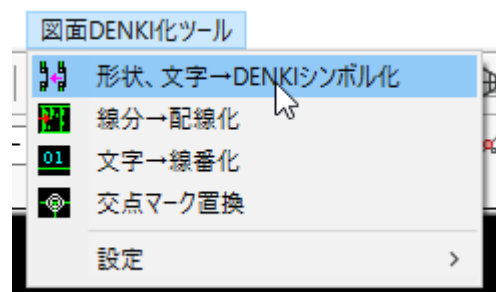 図面DENKI化ツール
形状、文字→DENKIシンボル化
線分→配線化
01 文字→線番化
交点マーク置換
設定